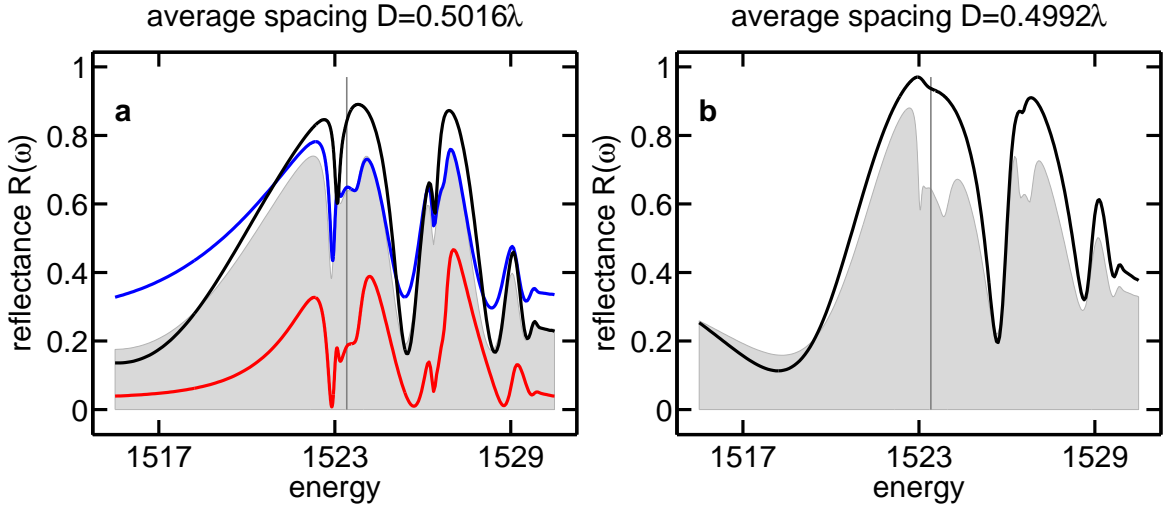 average spacing D=0.5016λ
a
reflectance R(ω)
1
0.8
0.6
0.4
0.2
0
1517 1523 1529
energy
average spacing D=0.4992λ
b
reflectance R(ω)
1
0.8
0.6
0.4
0.2
0
1517 1523 1529
energy